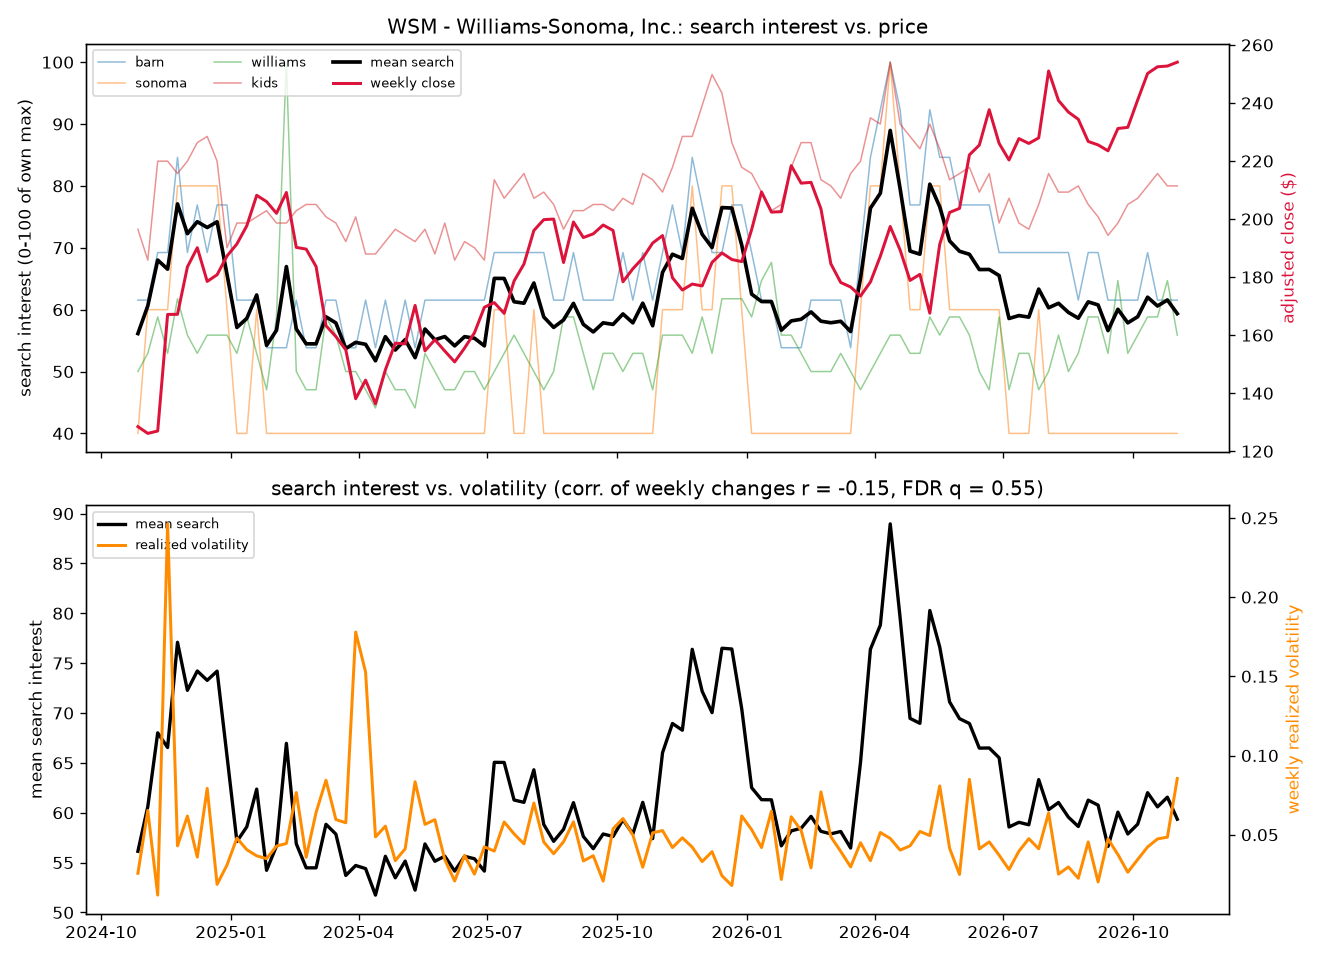 WSM - Williams-Sonoma, Inc.: search interest vs. price
barn
sonoma
williams
kids
mean search
weekly close
search interest (0-100 of own max)
100
90
80
70
60
50
40
adjusted close ($)
260
240
220
200
180
160
140
120
search interest vs. volatility (corr. of weekly changes r = -0.15, FDR q = 0.55)
mean search
realized volatility
mean search interest
90
85
80
75
70
65
60
55
50
weekly realized volatility
0.25
0.20
0.15
0.10
0.05
2024-10
2025-01
2025-04
2025-07
2025-10
2026-01
2026-04
2026-07
2026-10